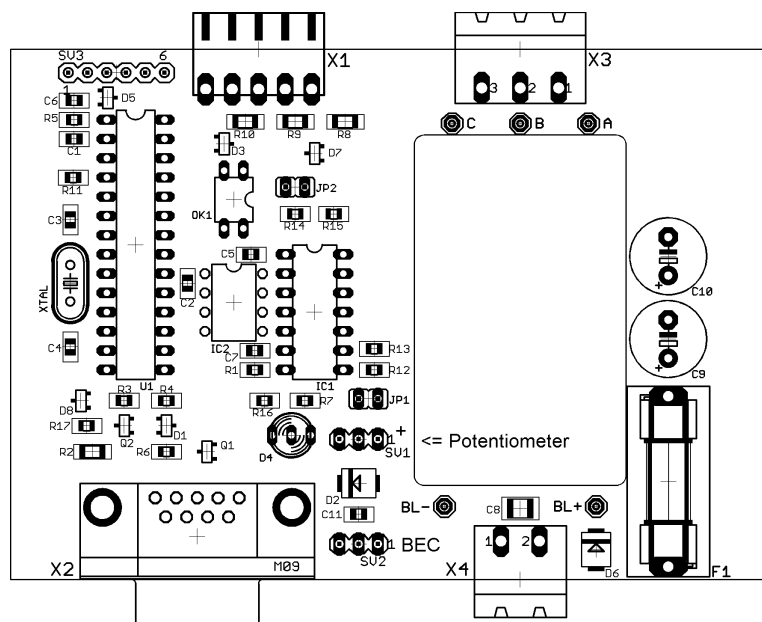 SV3
1 6
X1
X3
3 2 1
C6
D5
R5
C1
R10
R9
R8
C
B
A
D3
D7
R11
OK1
JP2
C3
R14
R15
C5
XTAL
C2
C10
+
C4
IC2
C7
R13
R1
IC1
R12
C9
+
U1
R3
R4
D8
R16
R7
JP1
R17
Q2
D1
Q1
+
1
SV1
<= Potentiometer
R2
R6
D4
D2
BL-
C8
BL+
C11
1
BEC
SV2
1 2
X2
M09
X4
D6
F1